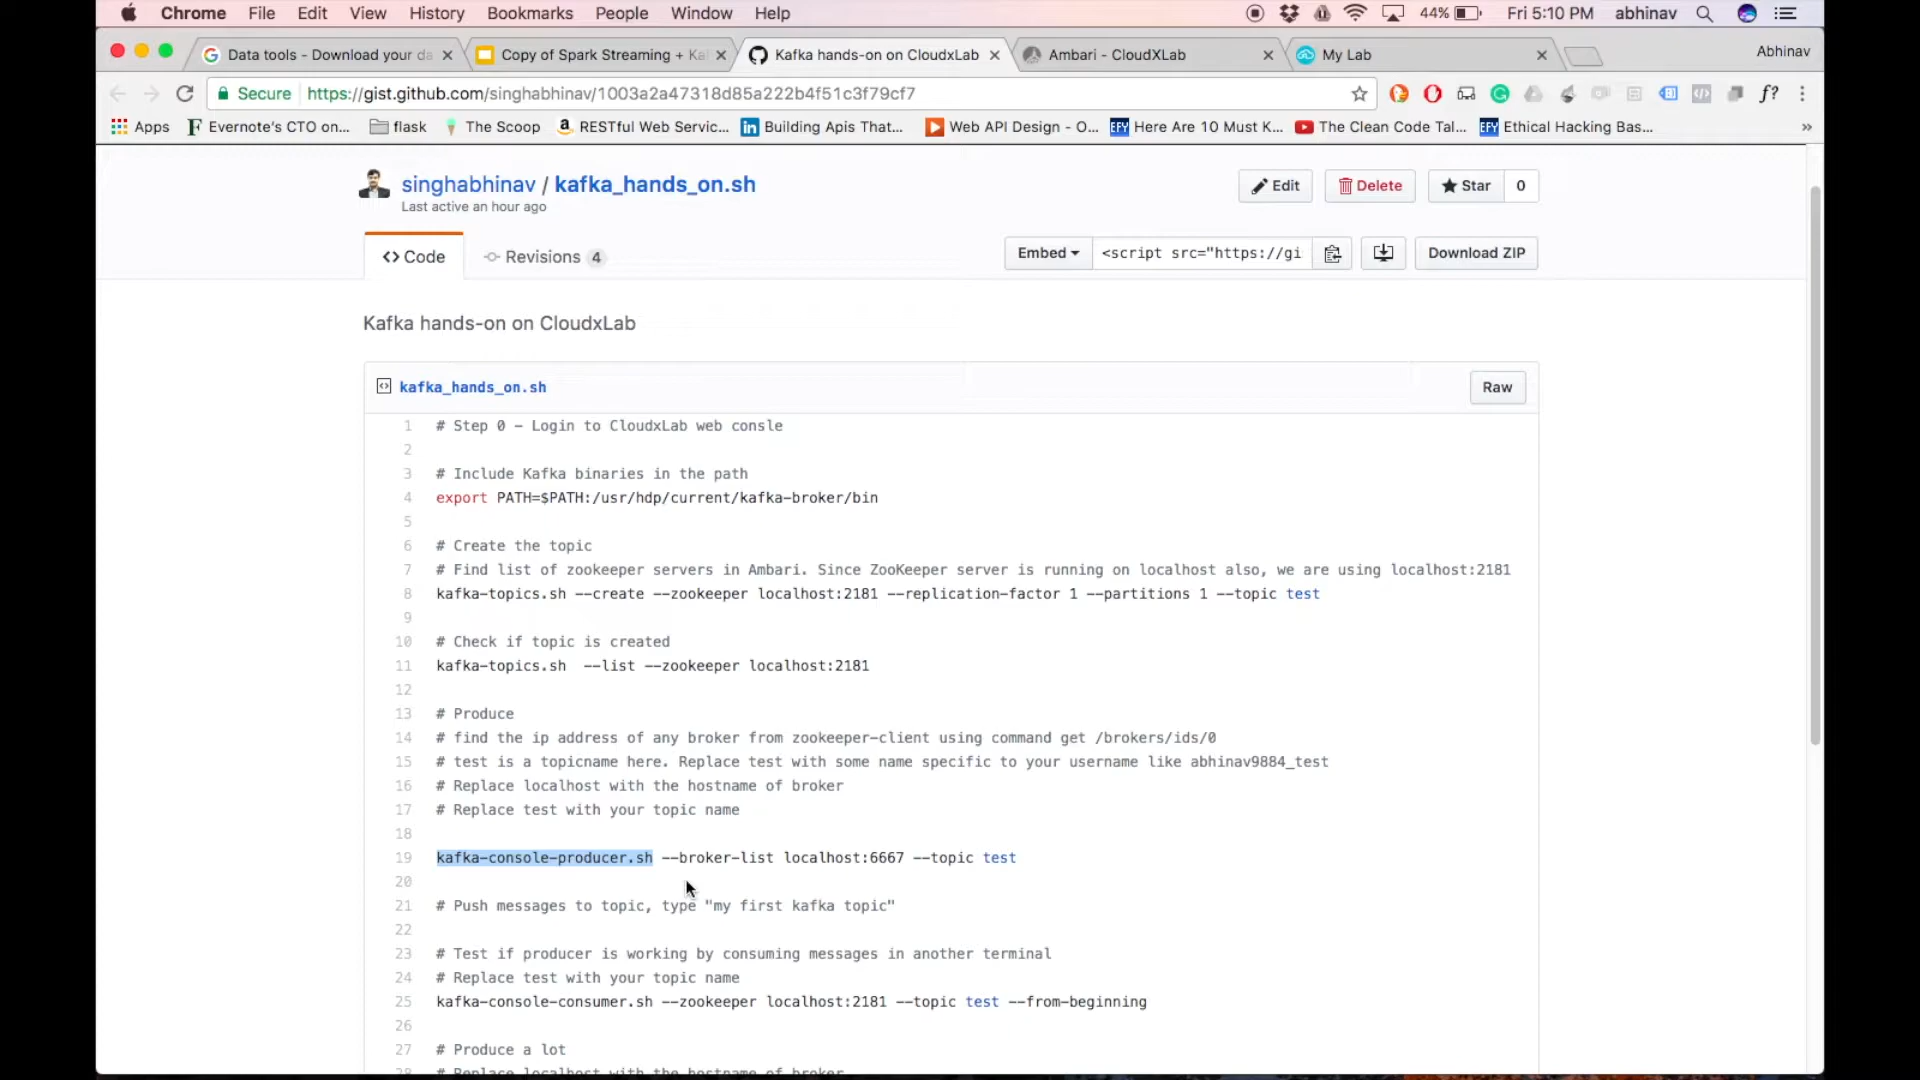 Chrome File Edit View History Bookmarks People Window Help 44% Fri 5:10 PM abhinav
Data tools - Download your da Copy of Spark Streaming + Ka Kafka hands-on on CloudxLab Ambari - CloudXLab My Lab Abhinav
Secure https://gist.github.com/singhabhinav/1003a2a47318d85a222b4f51c3f79cf7
Apps Evernote's CTO on... flask The Scoop RESTful Web Servic... Building Apis That... Web API Design - O... Here Are 10 Must K... The Clean Code Tal... Ethical Hacking Bas... »
singhabhinav / kafka_hands_on.sh Edit Delete Star 0
Last active an hour ago
<> Code Revisions 4 Embed <script src="https://gi Download ZIP
Kafka hands-on on CloudxLab
kafka_hands_on.sh Raw
1 # Step 0 – Login to CloudxLab web consle
2
3 # Include Kafka binaries in the path
4 export PATH=$PATH:/usr/hdp/current/kafka-broker/bin
5
6 # Create the topic
7 # Find list of zookeeper servers in Ambari. Since ZooKeeper server is running on localhost also, we are using localhost:2181
8 kafka-topics.sh --create --zookeeper localhost:2181 --replication-factor 1 --partitions 1 --topic test
9
10 # Check if topic is created
11 kafka-topics.sh  --list --zookeeper localhost:2181
12
13 # Produce
14 # find the ip address of any broker from zookeeper-client using command get /brokers/ids/0
15 # test is a topicname here. Replace test with some name specific to your username like abhinav9884_test
16 # Replace localhost with the hostname of broker
17 # Replace test with your topic name
18
19 kafka-console-producer.sh --broker-list localhost:6667 --topic test
20
21 # Push messages to topic, type "my first kafka topic"
22
23 # Test if producer is working by consuming messages in another terminal
24 # Replace test with your topic name
25 kafka-console-consumer.sh --zookeeper localhost:2181 --topic test --from-beginning
26
27 # Produce a lot
28 # Replace localhost with the hostname of broker